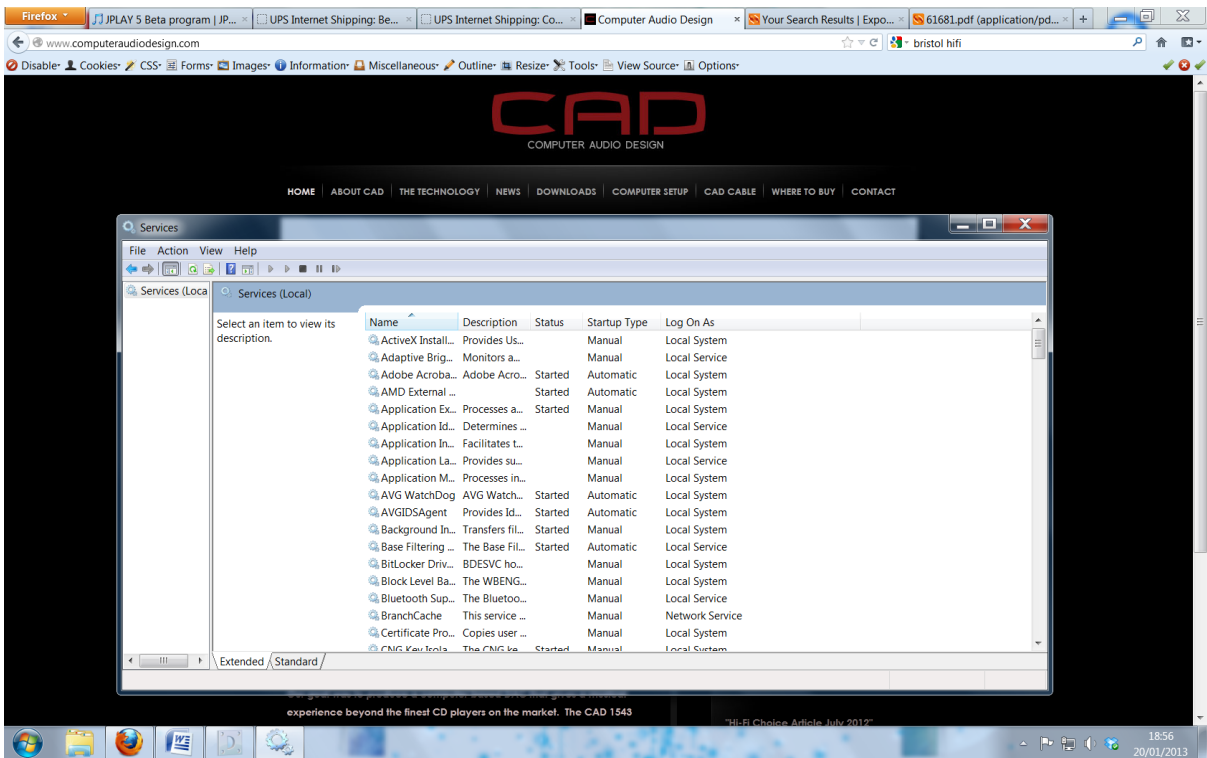 Firefox
JPLAY 5 Beta program | JP... × UPS Internet Shipping: Be... × UPS Internet Shipping: Co... × Computer Audio Design × Your Search Results | Expo... × 61681.pdf (application/pd... × +
www.computeraudiodesign.com bristol hifi
Disable Cookies CSS Forms Images Information Miscellaneous Outline Resize Tools View Source Options
CAD
COMPUTER AUDIO DESIGN
HOME ABOUT CAD THE TECHNOLOGY NEWS DOWNLOADS COMPUTER SETUP CAD CABLE WHERE TO BUY CONTACT
Services
File Action View Help
Services (Loca Services (Local)
Select an item to view its
description.
Name Description Status Startup Type Log On As
ActiveX Install... Provides Us... Manual Local System
Adaptive Brig... Monitors a... Manual Local Service
Adobe Acroba... Adobe Acro... Started Automatic Local System
AMD External ... Started Automatic Local System
Application Ex... Processes a... Started Manual Local System
Application Id... Determines ... Manual Local Service
Application In... Facilitates t... Manual Local System
Application La... Provides su... Manual Local Service
Application M... Processes in... Manual Local System
AVG WatchDog AVG Watch... Started Automatic Local System
AVGIDSAgent Provides Id... Started Automatic Local System
Background In... Transfers fil... Started Manual Local System
Base Filtering ... The Base Fil... Started Automatic Local Service
BitLocker Driv... BDESVC ho... Manual Local System
Block Level Ba... The WBENG... Manual Local System
Bluetooth Sup... The Bluetoo... Manual Local Service
BranchCache This service ... Manual Network Service
Certificate Pro... Copies user ... Manual Local System
CNG Key Isola... The CNG ke... Started Manual Local System
Extended Standard
experience beyond the finest CD players on the market. The CAD 1543
"Hi-Fi Choice Article July 2012"
18:56
20/01/2013